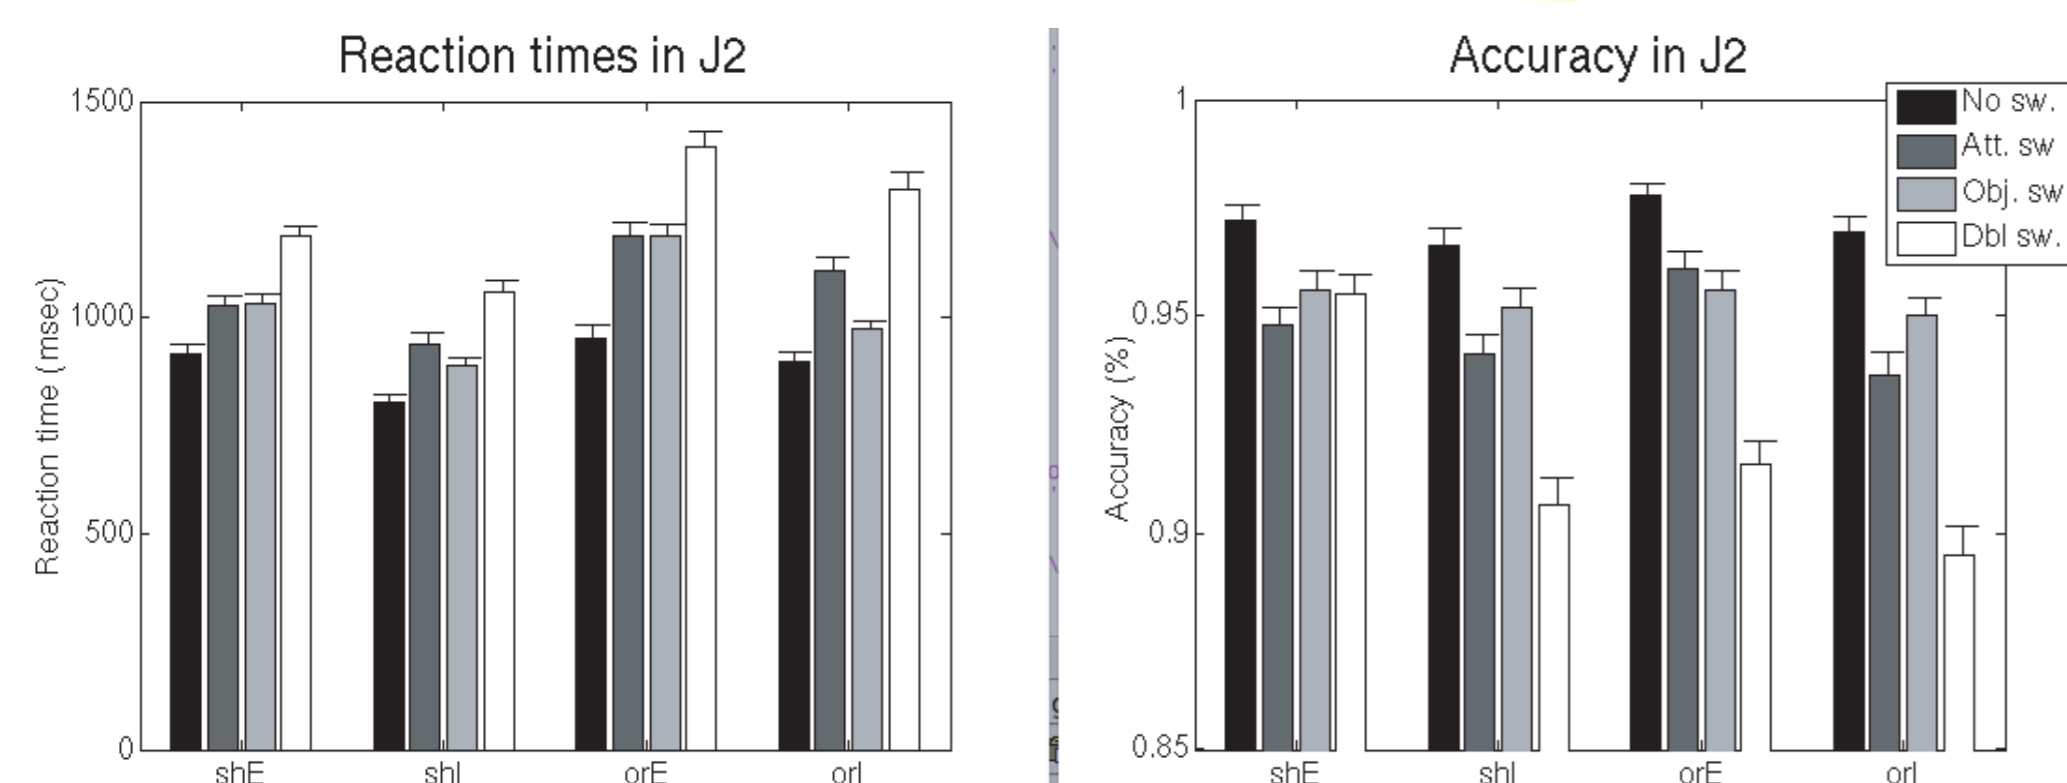 Reaction times in J2
1500
1000
500
0
Reaction time (msec)
shE
shI
orE
orI
Accuracy in J2
1
0.95
0.9
0.85
Accuracy (%)
shE
shI
orE
orI
No sw.
Att. sw
Obj. sw
Dbl sw.